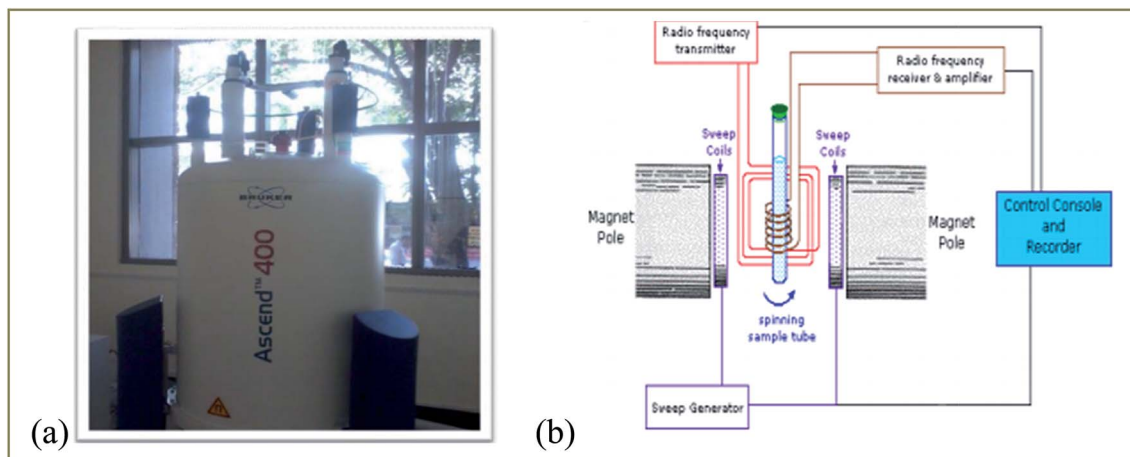 BRUKER
Ascend™ 400
(a)
Radio frequency
transmitter
Radio frequency
receiver & amplifier
Sweep
Coils
Sweep
Coils
Magnet
Pole
Magnet
Pole
Control Console
and
Recorder
spinning
sample tube
Sweep Generator
(b)